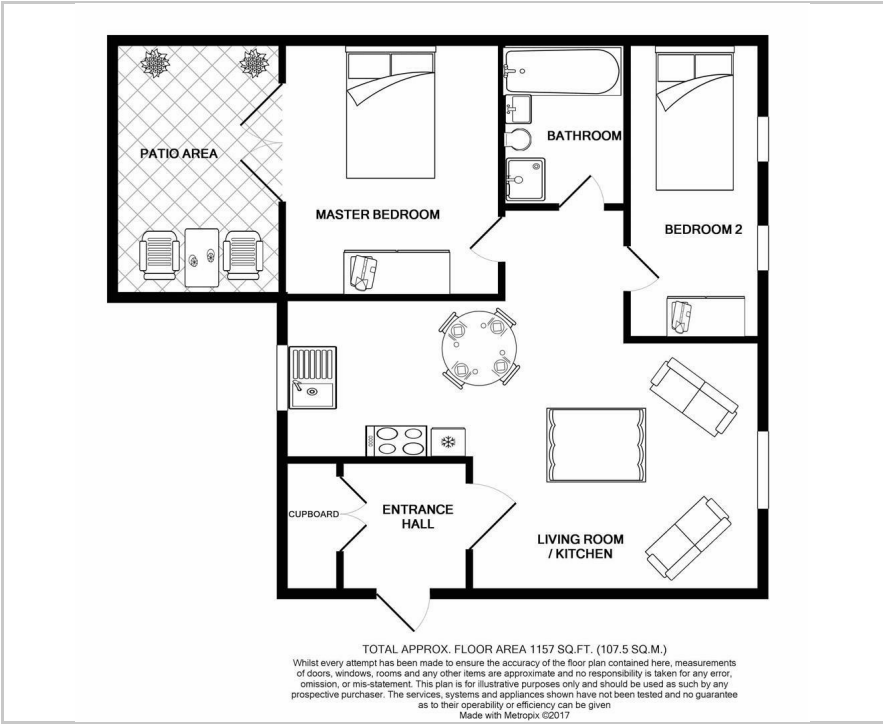 PATIO AREA
MASTER BEDROOM
BATHROOM
BEDROOM 2
CUPBOARD
ENTRANCE
HALL
LIVING ROOM
/ KITCHEN
TOTAL APPROX. FLOOR AREA 1157 SQ.FT. (107.5 SQ.M.)
Whilst every attempt has been made to ensure the accuracy of the floor plan contained here, measurements
of doors, windows, rooms and any other items are approximate and no responsibility is taken for any error,
omission, or mis-statement. This plan is for illustrative purposes only and should be used as such by any
prospective purchaser. The services, systems and appliances shown have not been tested and no guarantee
as to their operability or efficiency can be given
Made with Metropix ©2017